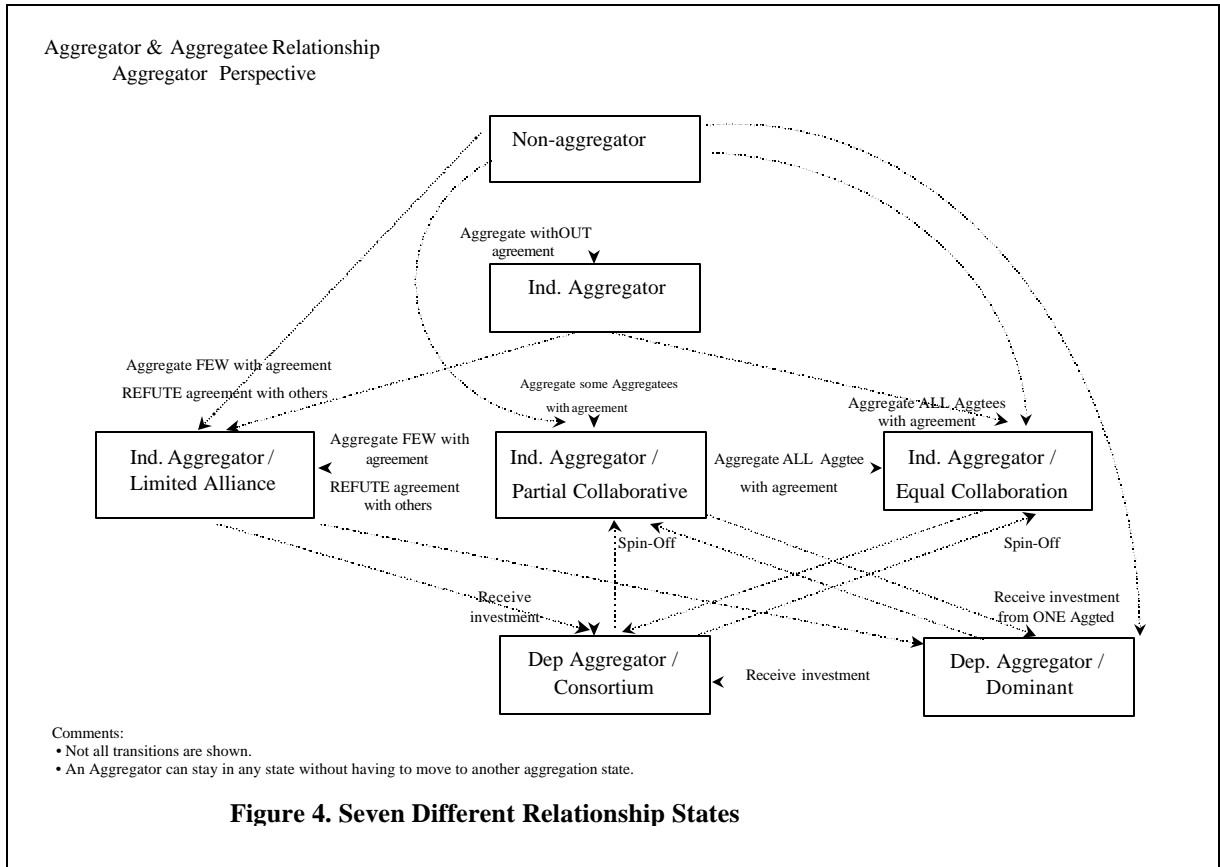 Aggregator & Aggregatee Relationship
Aggregator Perspective
Non-aggregator
Aggregate withOUT
agreement
Ind. Aggregator
Aggregate FEW with agreement
REFUTE agreement with others
Aggregate some Aggregatees
with agreement
Aggregate ALL Aggtees
with agreement
Ind. Aggregator /
Limited Alliance
Aggregate FEW with
agreement
REFUTE agreement
with others
Ind. Aggregator /
Partial Collaborative
Aggregate ALL Aggtee
with agreement
Ind. Aggregator /
Equal Collaboration
Spin-Off
Spin-Off
Receive
investment
Receive investment
from ONE Aggted
Dep Aggregator /
Consortium
Receive investment
Dep. Aggregator /
Dominant
Comments:
• Not all transitions are shown.
• An Aggregator can stay in any state without having to move to another aggregation state.
Figure 4. Seven Different Relationship States